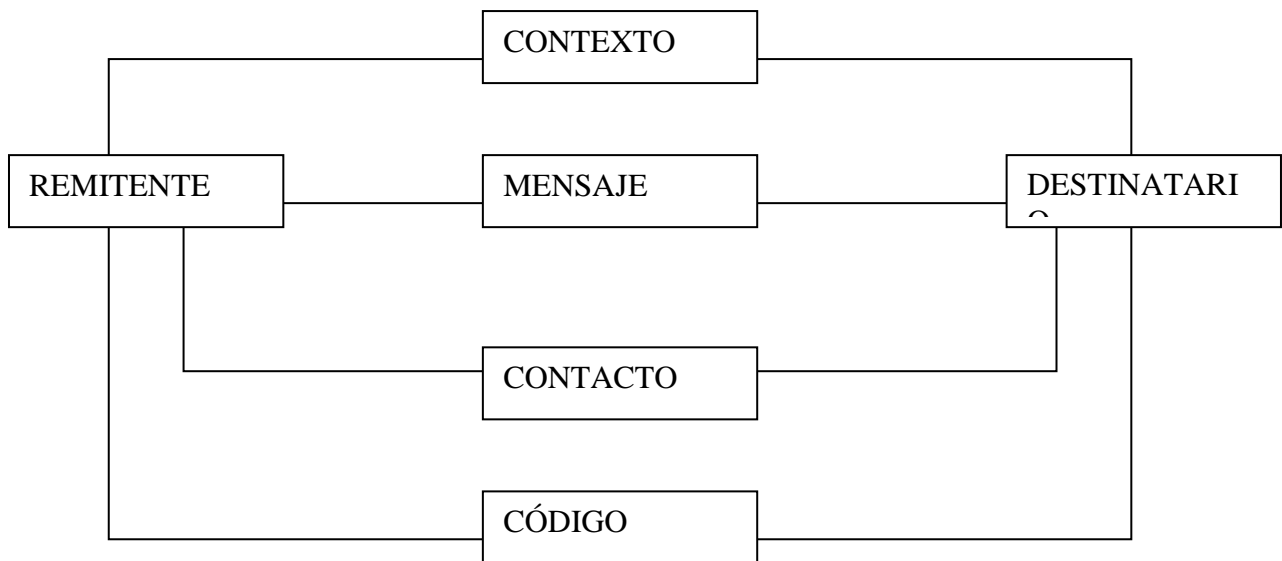 CONTEXTO
REMITENTE
MENSAJE
DESTINATARI
O
CONTACTO
CÓDIGO